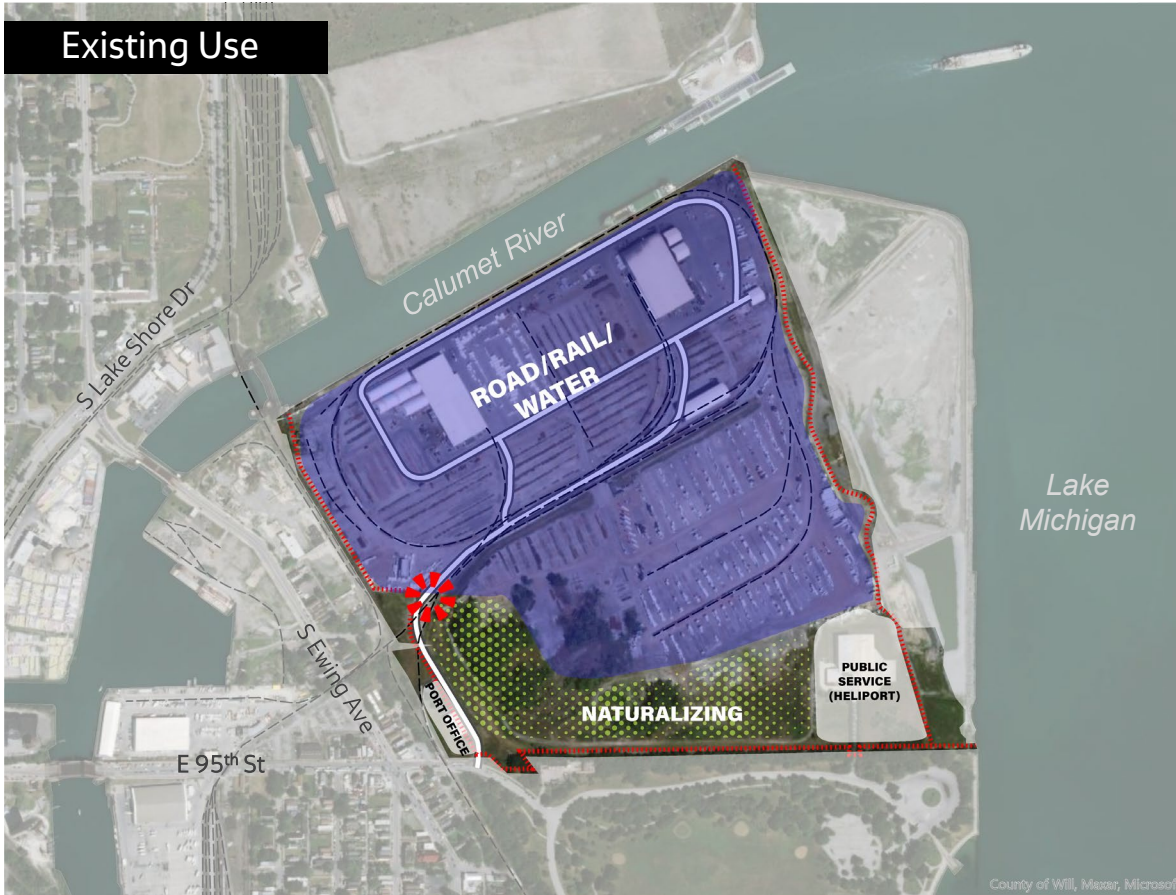 Existing Use
Calumet River
S Lake Shore Dr
ROAD/RAIL/
WATER
Lake
Michigan
S Ewing Ave
PORT OFFICE
NATURALIZING
PUBLIC
SERVICE
(HELIPORT)
E 95th St
County of Will, Maxar, Microsoft